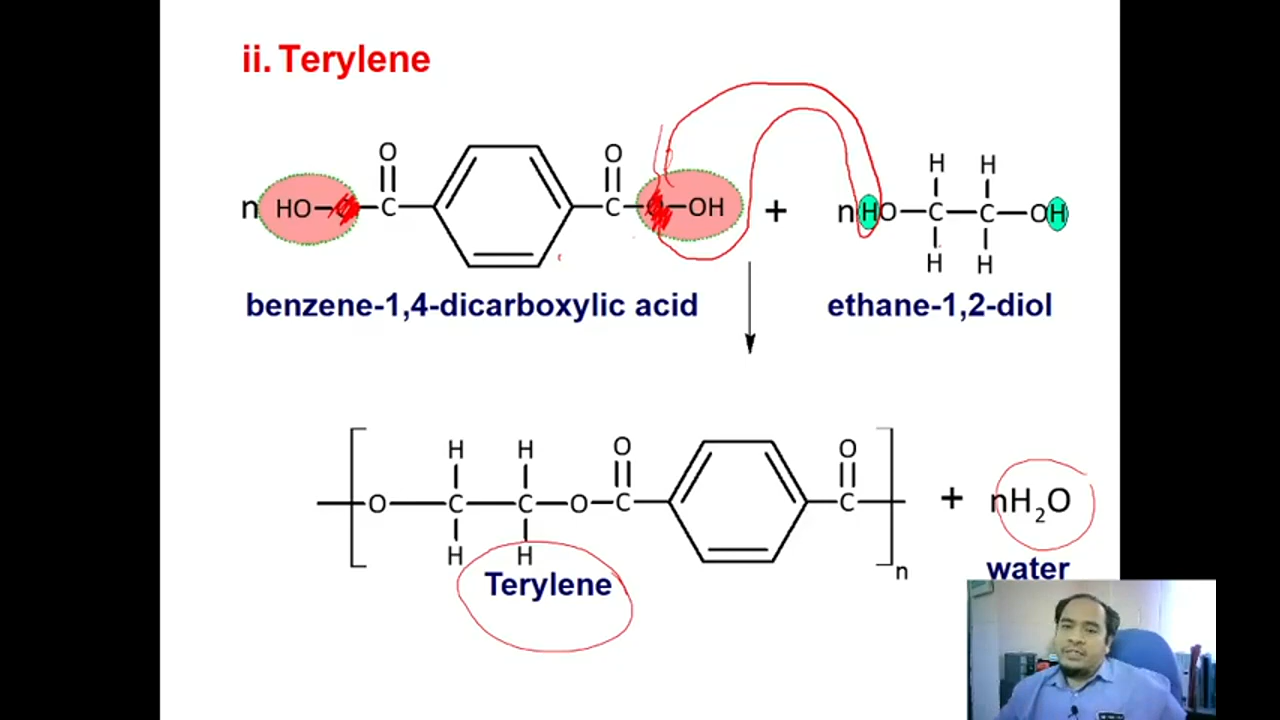 ii. Terylene
O O H H
n HO–O–C C–O–OH + n HO–C–C–OH
H H
benzene-1,4-dicarboxylic acid ethane-1,2-diol
H H O O
O C C O C C + nH₂O
H H n
Terylene water